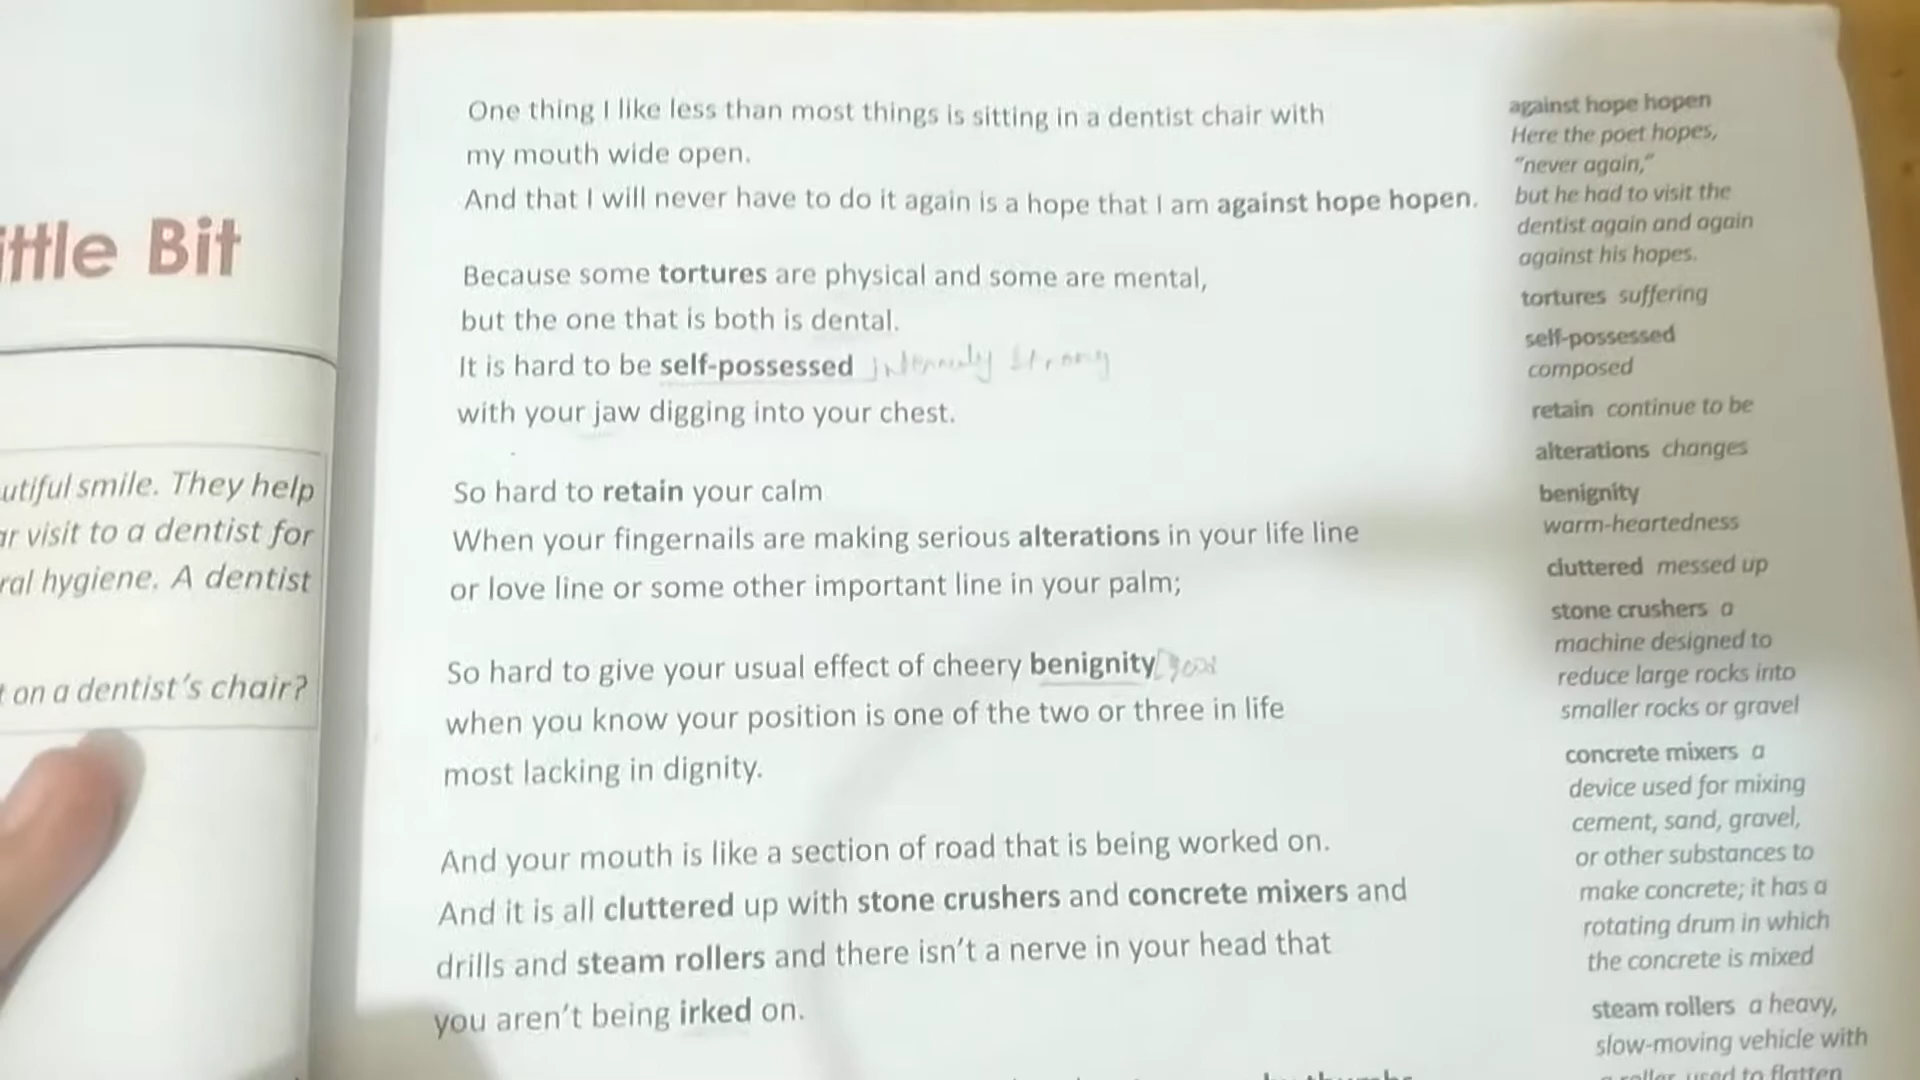 ttle Bit
utiful smile. They help
ar visit to a dentist for
ral hygiene. A dentist
t on a dentist's chair?
One thing I like less than most things is sitting in a dentist chair with
my mouth wide open.
And that I will never have to do it again is a hope that I am against hope hopen.
Because some tortures are physical and some are mental,
but the one that is both is dental.
It is hard to be self-possessed strong
with your jaw digging into your chest.
So hard to retain your calm
When your fingernails are making serious alterations in your life line
or love line or some other important line in your palm;
So hard to give your usual effect of cheery benignity
when you know your position is one of the two or three in life
most lacking in dignity.
And your mouth is like a section of road that is being worked on.
And it is all cluttered up with stone crushers and concrete mixers and
drills and steam rollers and there isn't a nerve in your head that
you aren't being irked on.
against hope hopen
Here the poet hopes,
"never again,"
but he had to visit the
dentist again and again
against his hopes.
tortures suffering
self-possessed
composed
retain continue to be
alterations changes
benignity
warm-heartedness
cluttered messed up
stone crushers a
machine designed to
reduce large rocks into
smaller rocks or gravel
concrete mixers a
device used for mixing
cement, sand, gravel,
or other substances to
make concrete; it has a
rotating drum in which
the concrete is mixed
steam rollers a heavy,
slow-moving vehicle with
a roller used to flatten